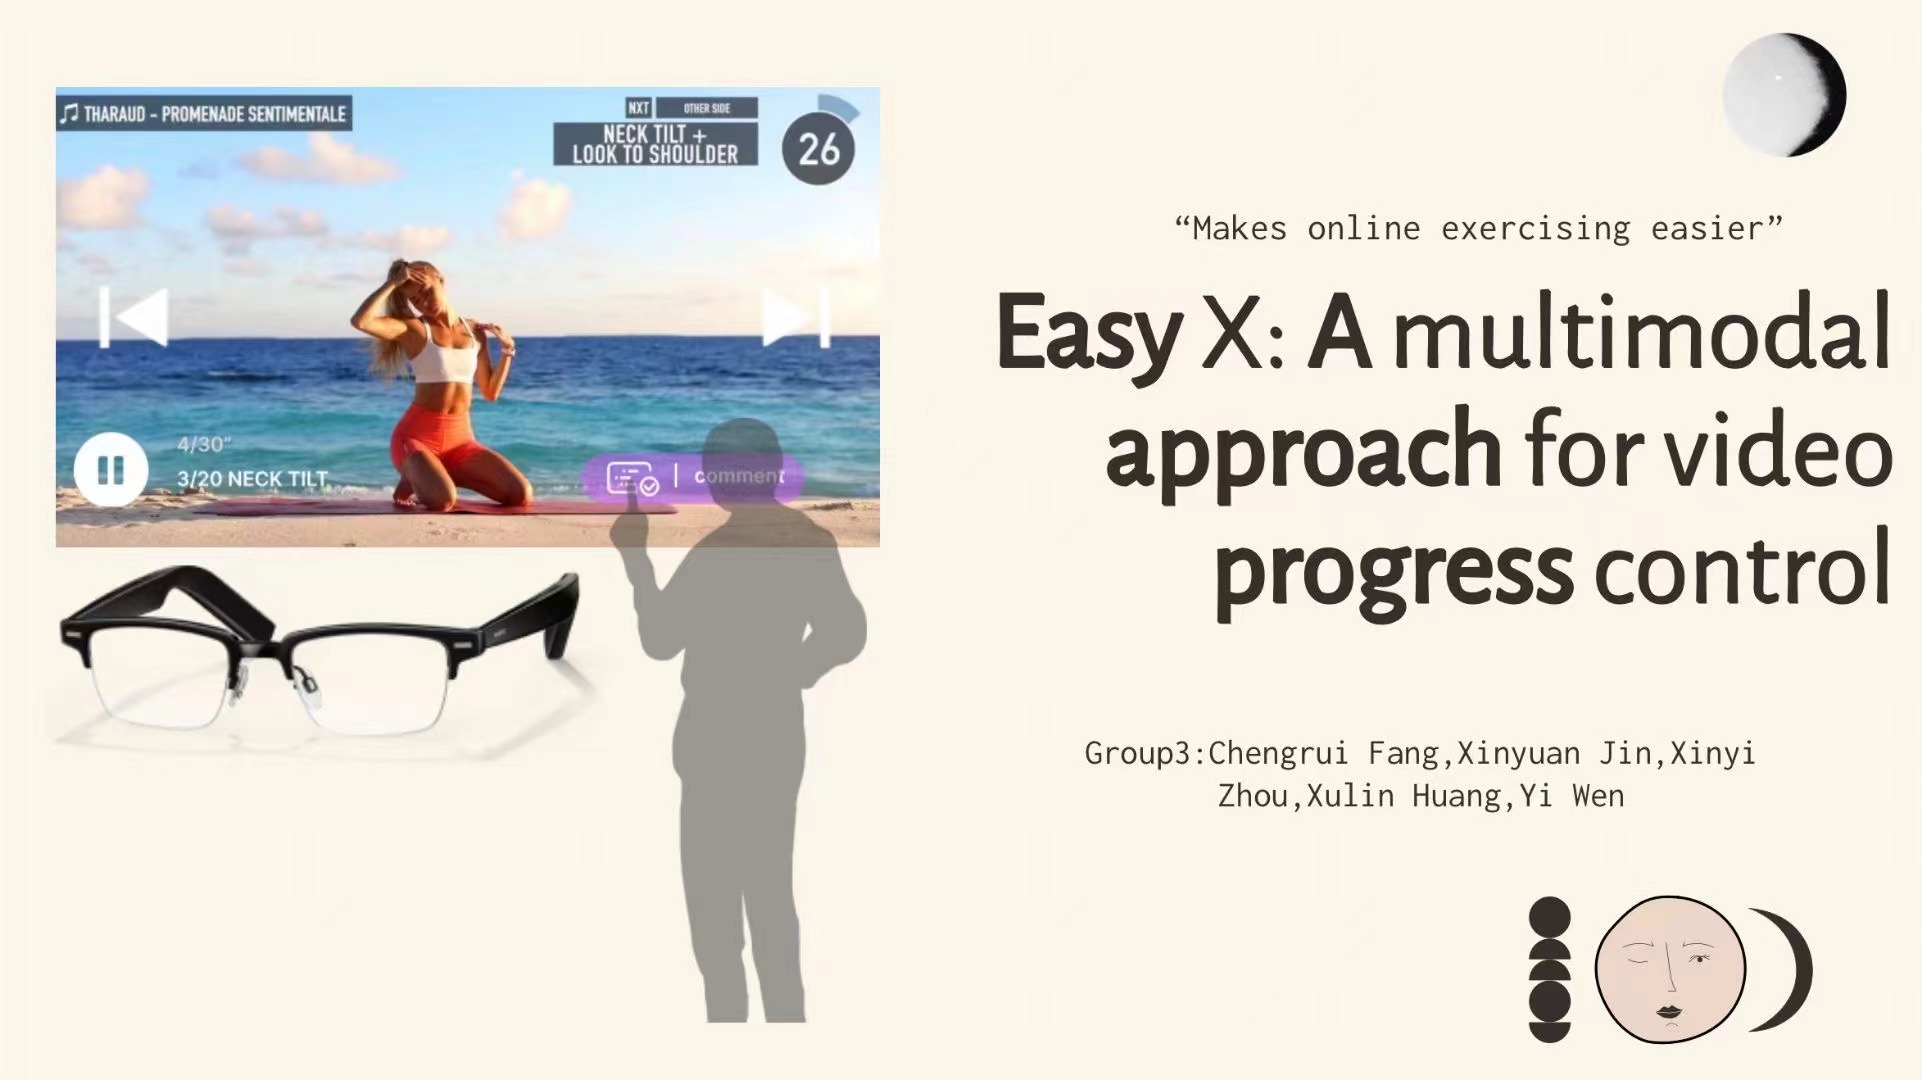 THARAUD - PROMENADE SENTIMENTALE
NXT OTHER SIDE
NECK TILT +
LOOK TO SHOULDER
26
4/30"
3/20 NECK TILT
comment
“Makes online exercising easier”
Easy X: A multimodal
approach for video
progress control
Group3:Chengrui Fang,Xinyuan Jin,Xinyi
Zhou,Xulin Huang,Yi Wen